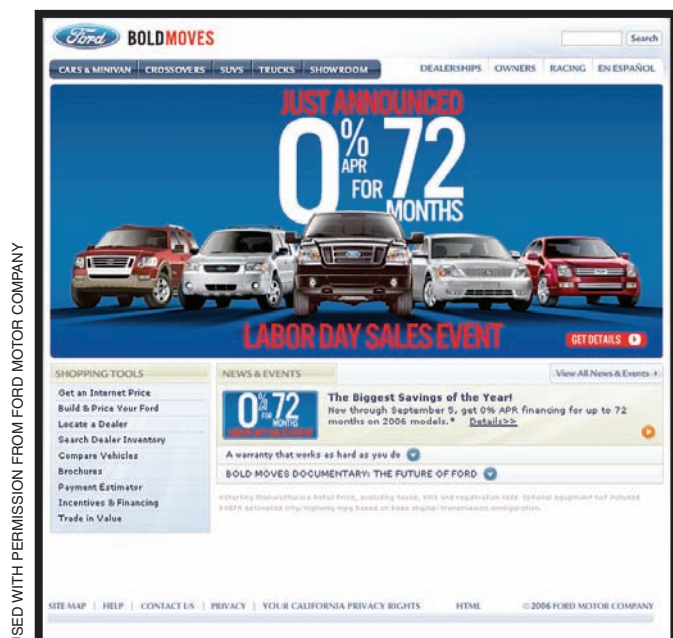 USED WITH PERMISSION FROM FORD MOTOR COMPANY
Ford BOLDMOVES
Search
CARS & MINIVAN CROSSOVERS SUVS TRUCKS SHOWROOM DEALERSHIPS OWNERS RACING EN ESPAÑOL
JUST ANNOUNCED
0% APR FOR 72 MONTHS
LABOR DAY SALES EVENT
GET DETAILS
SHOPPING TOOLS
Get an Internet Price
Build & Price Your Ford
Locate a Dealer
Search Dealer Inventory
Compare Vehicles
Brochures
Payment Estimator
Incentives & Financing
Trade in Value
NEWS & EVENTS
View All News & Events
0% APR FOR 72 MONTHS
LABOR DAY SALES EVENT
The Biggest Savings of the Year!
Now through September 5, get 0% APR financing for up to 72
months on 2006 models.* Details>>
A warranty that works as hard as you do
BOLD MOVES DOCUMENTARY: THE FUTURE OF FORD
SITE MAP | HELP | CONTACT US | PRIVACY | YOUR CALIFORNIA PRIVACY RIGHTS HTML © 2006 FORD MOTOR COMPANY